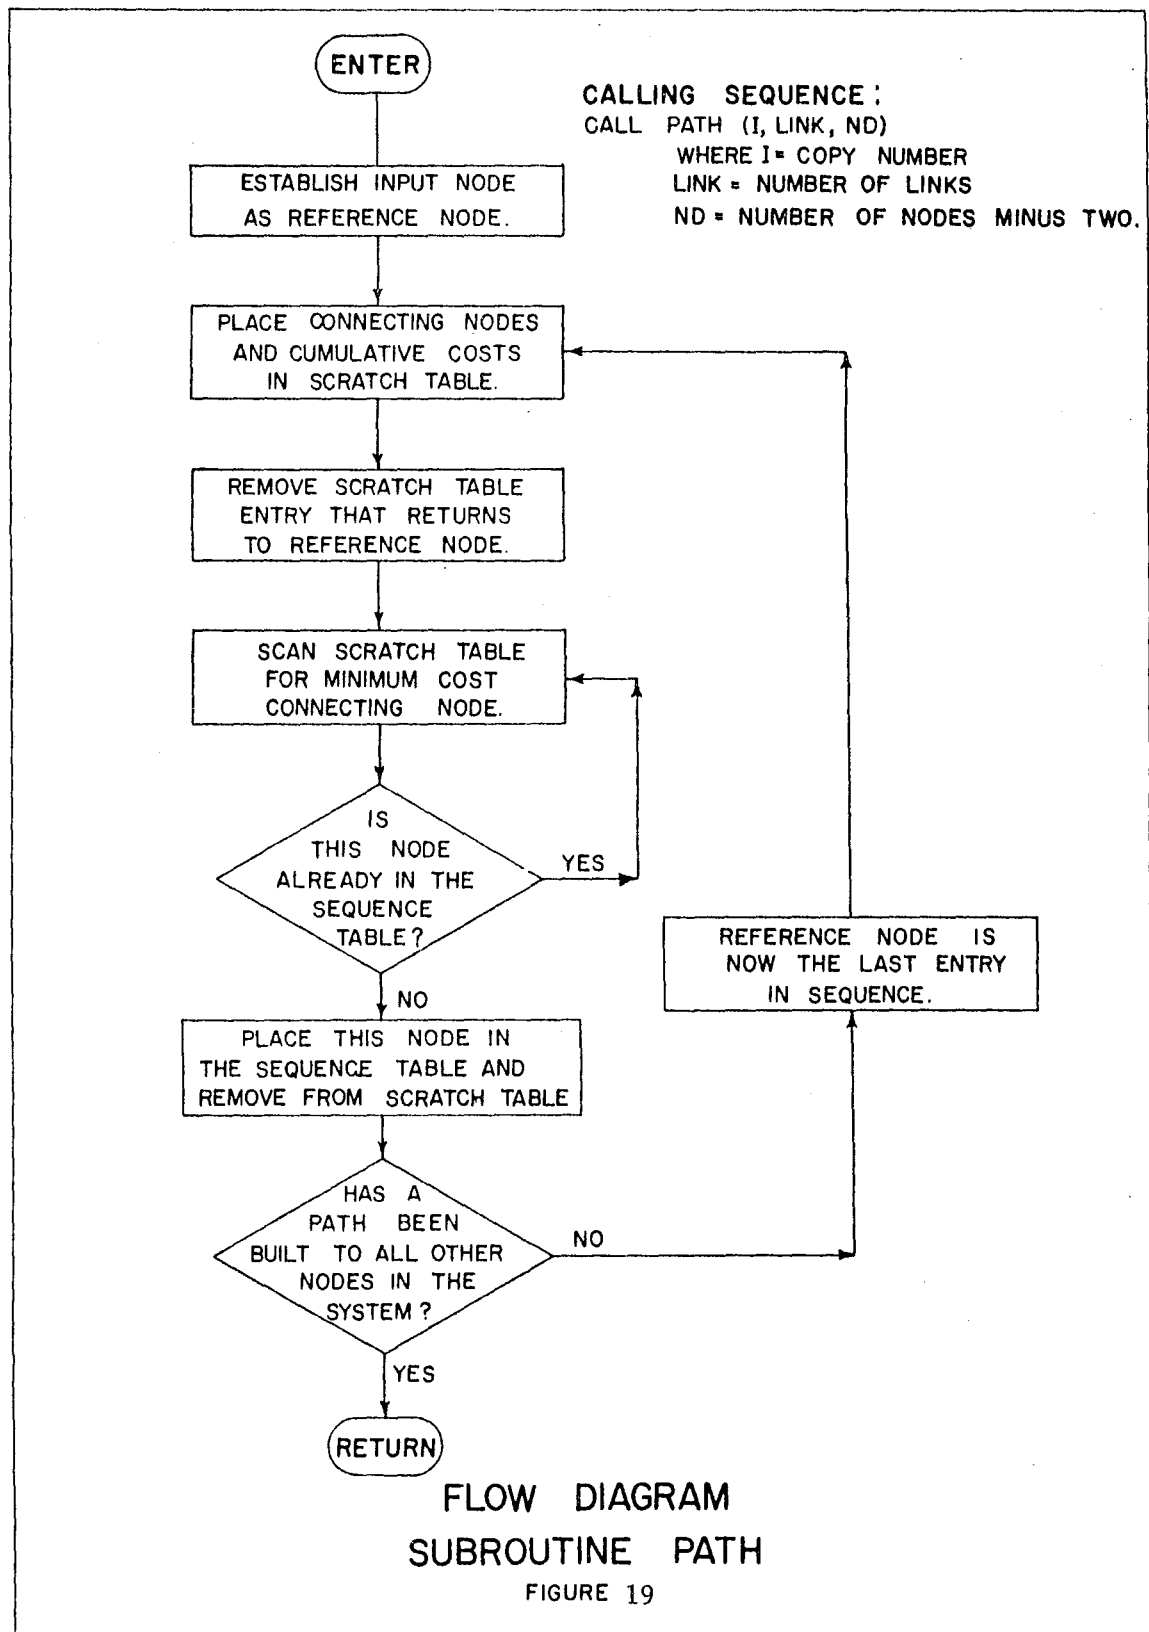 ENTER
CALLING SEQUENCE:
CALL PATH (I, LINK, ND)
WHERE I = COPY NUMBER
LINK = NUMBER OF LINKS
ND = NUMBER OF NODES MINUS TWO.
ESTABLISH INPUT NODE
AS REFERENCE NODE.
PLACE CONNECTING NODES
AND CUMULATIVE COSTS
IN SCRATCH TABLE.
REMOVE SCRATCH TABLE
ENTRY THAT RETURNS
TO REFERENCE NODE.
SCAN SCRATCH TABLE
FOR MINIMUM COST
CONNECTING NODE.
IS
THIS NODE
ALREADY IN THE
SEQUENCE
TABLE?
YES
NO
REFERENCE NODE IS
NOW THE LAST ENTRY
IN SEQUENCE.
PLACE THIS NODE IN
THE SEQUENCE TABLE AND
REMOVE FROM SCRATCH TABLE
HAS A
PATH BEEN
BUILT TO ALL OTHER
NODES IN THE
SYSTEM?
NO
YES
RETURN
FLOW DIAGRAM
SUBROUTINE PATH
FIGURE 19